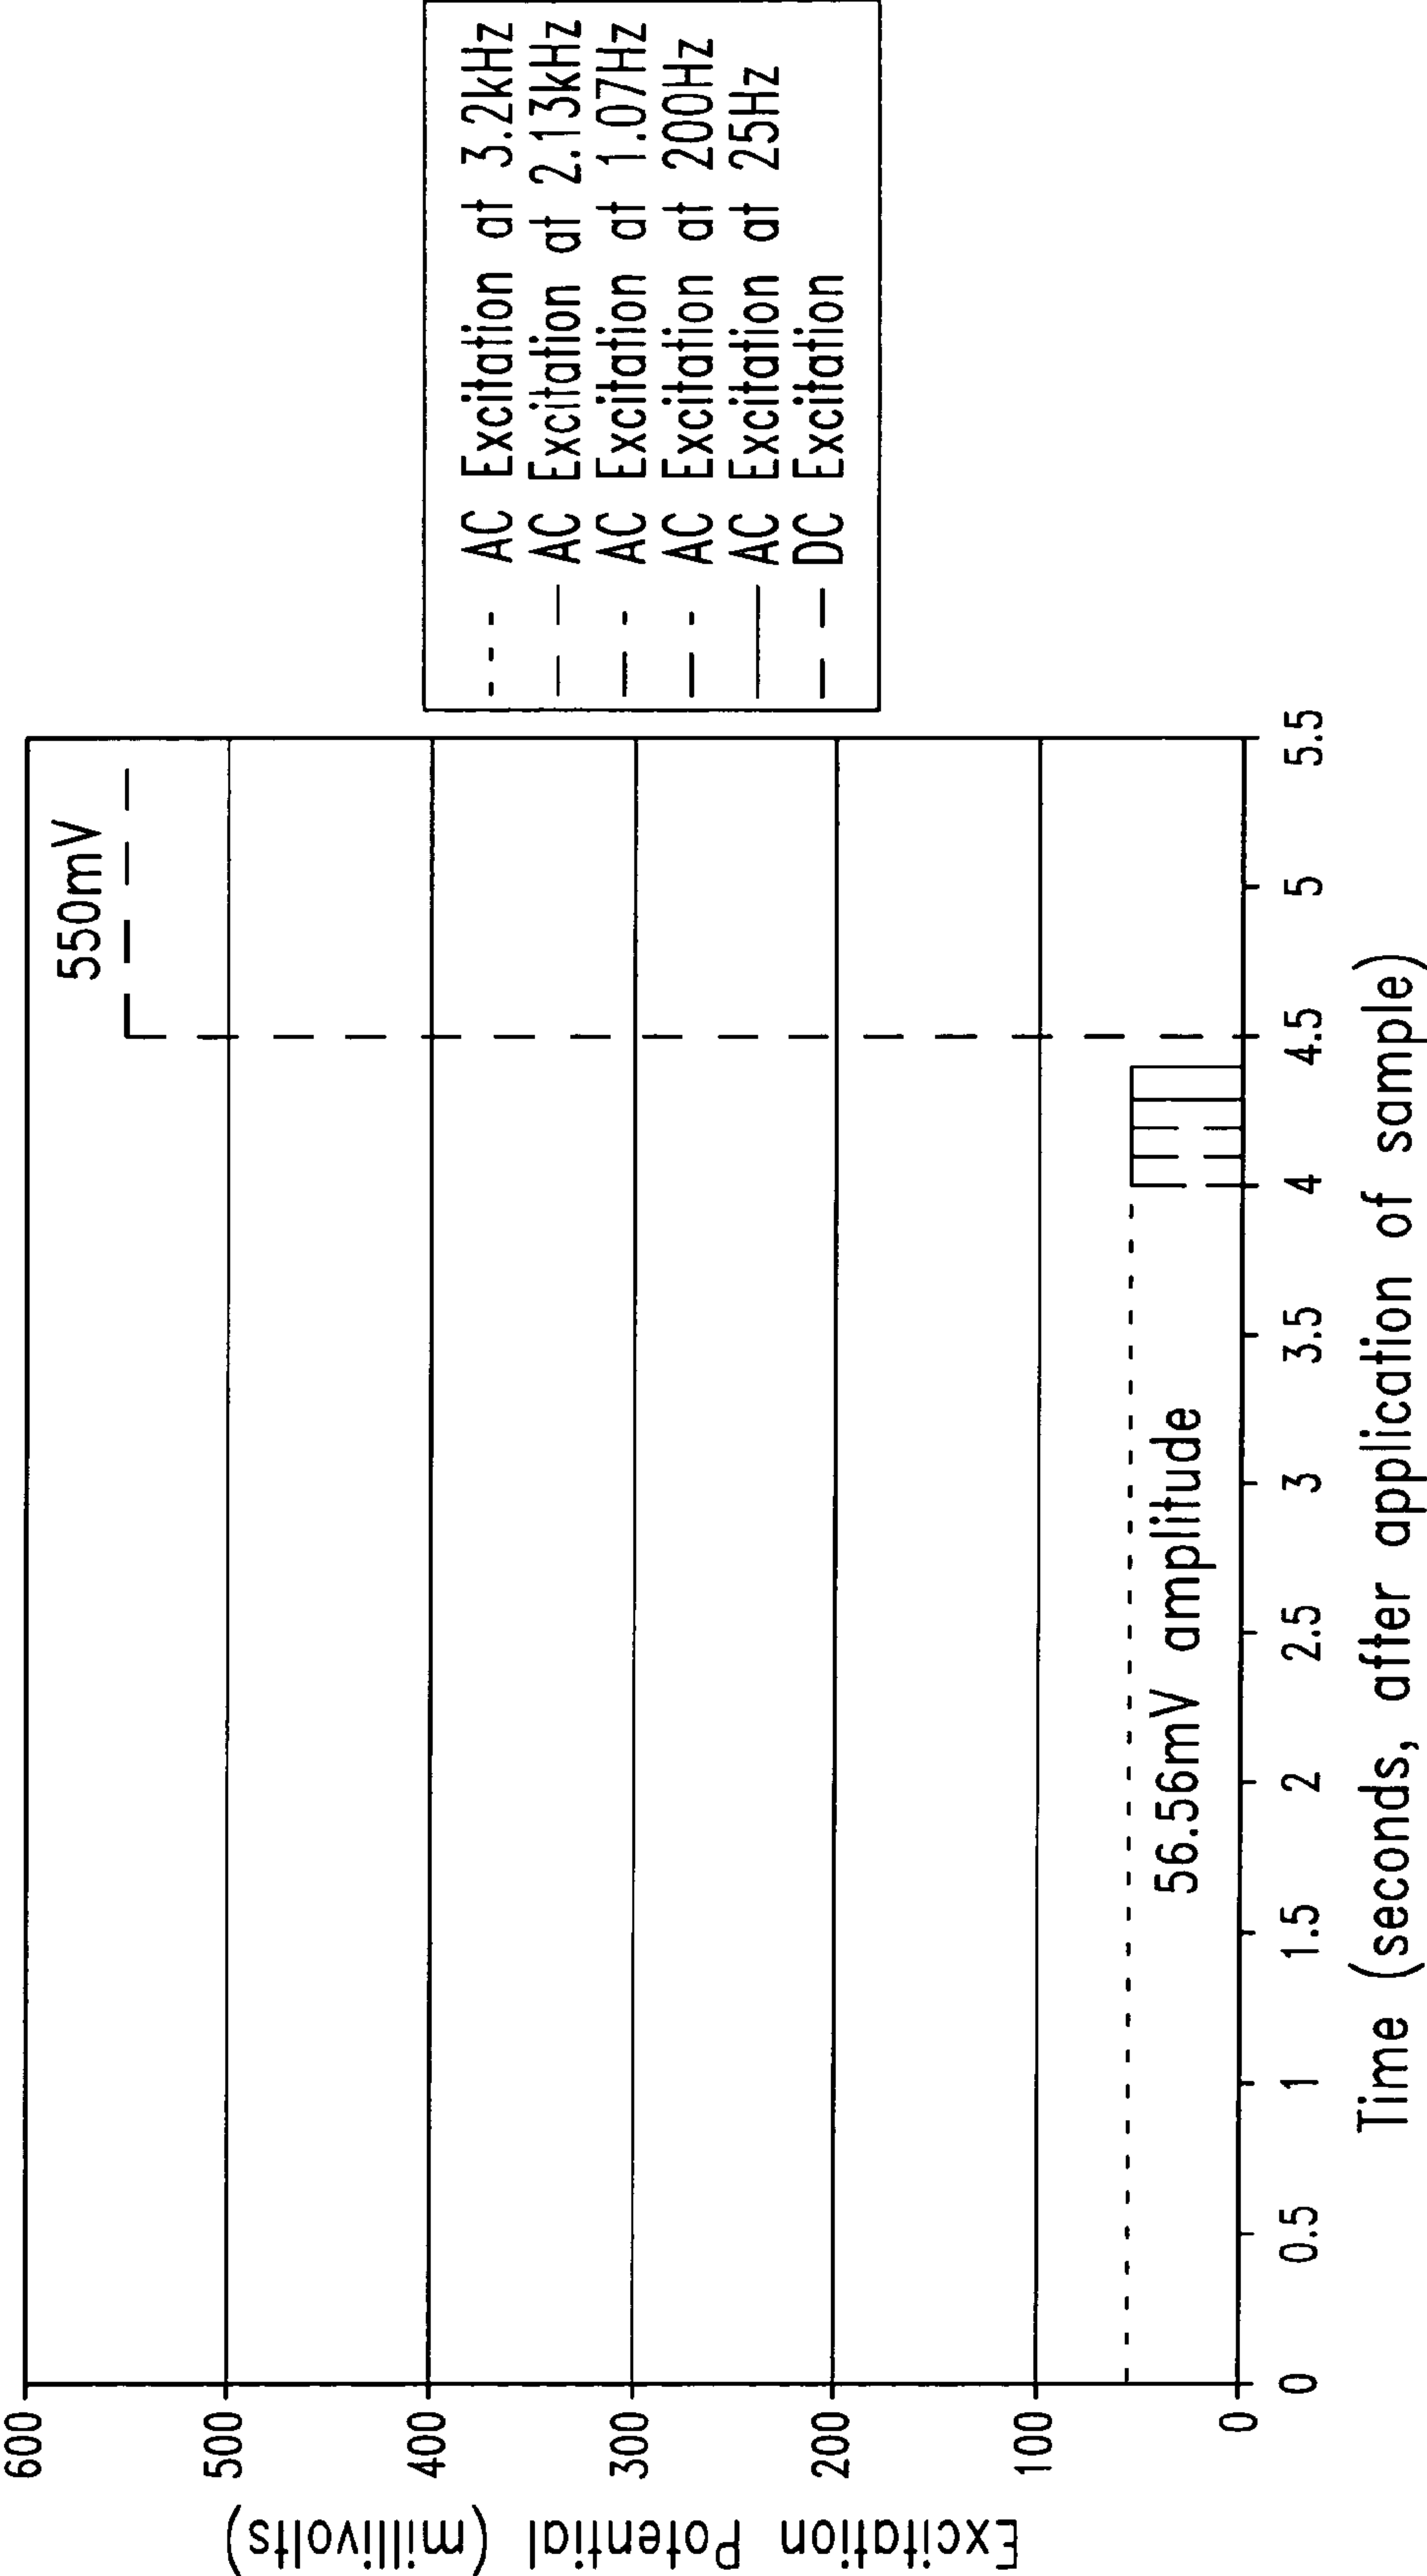 Excitation Potential (millivolts)
600
500
400
300
200
100
0
550mV
56.56mV amplitude
0 0.5 1 1.5 2 2.5 3 3.5 4 4.5 5 5.5
Time (seconds, after application of sample)
AC Excitation at 3.2kHz
AC Excitation at 2.13kHz
AC Excitation at 1.07Hz
AC Excitation at 200Hz
AC Excitation at 25Hz
DC Excitation